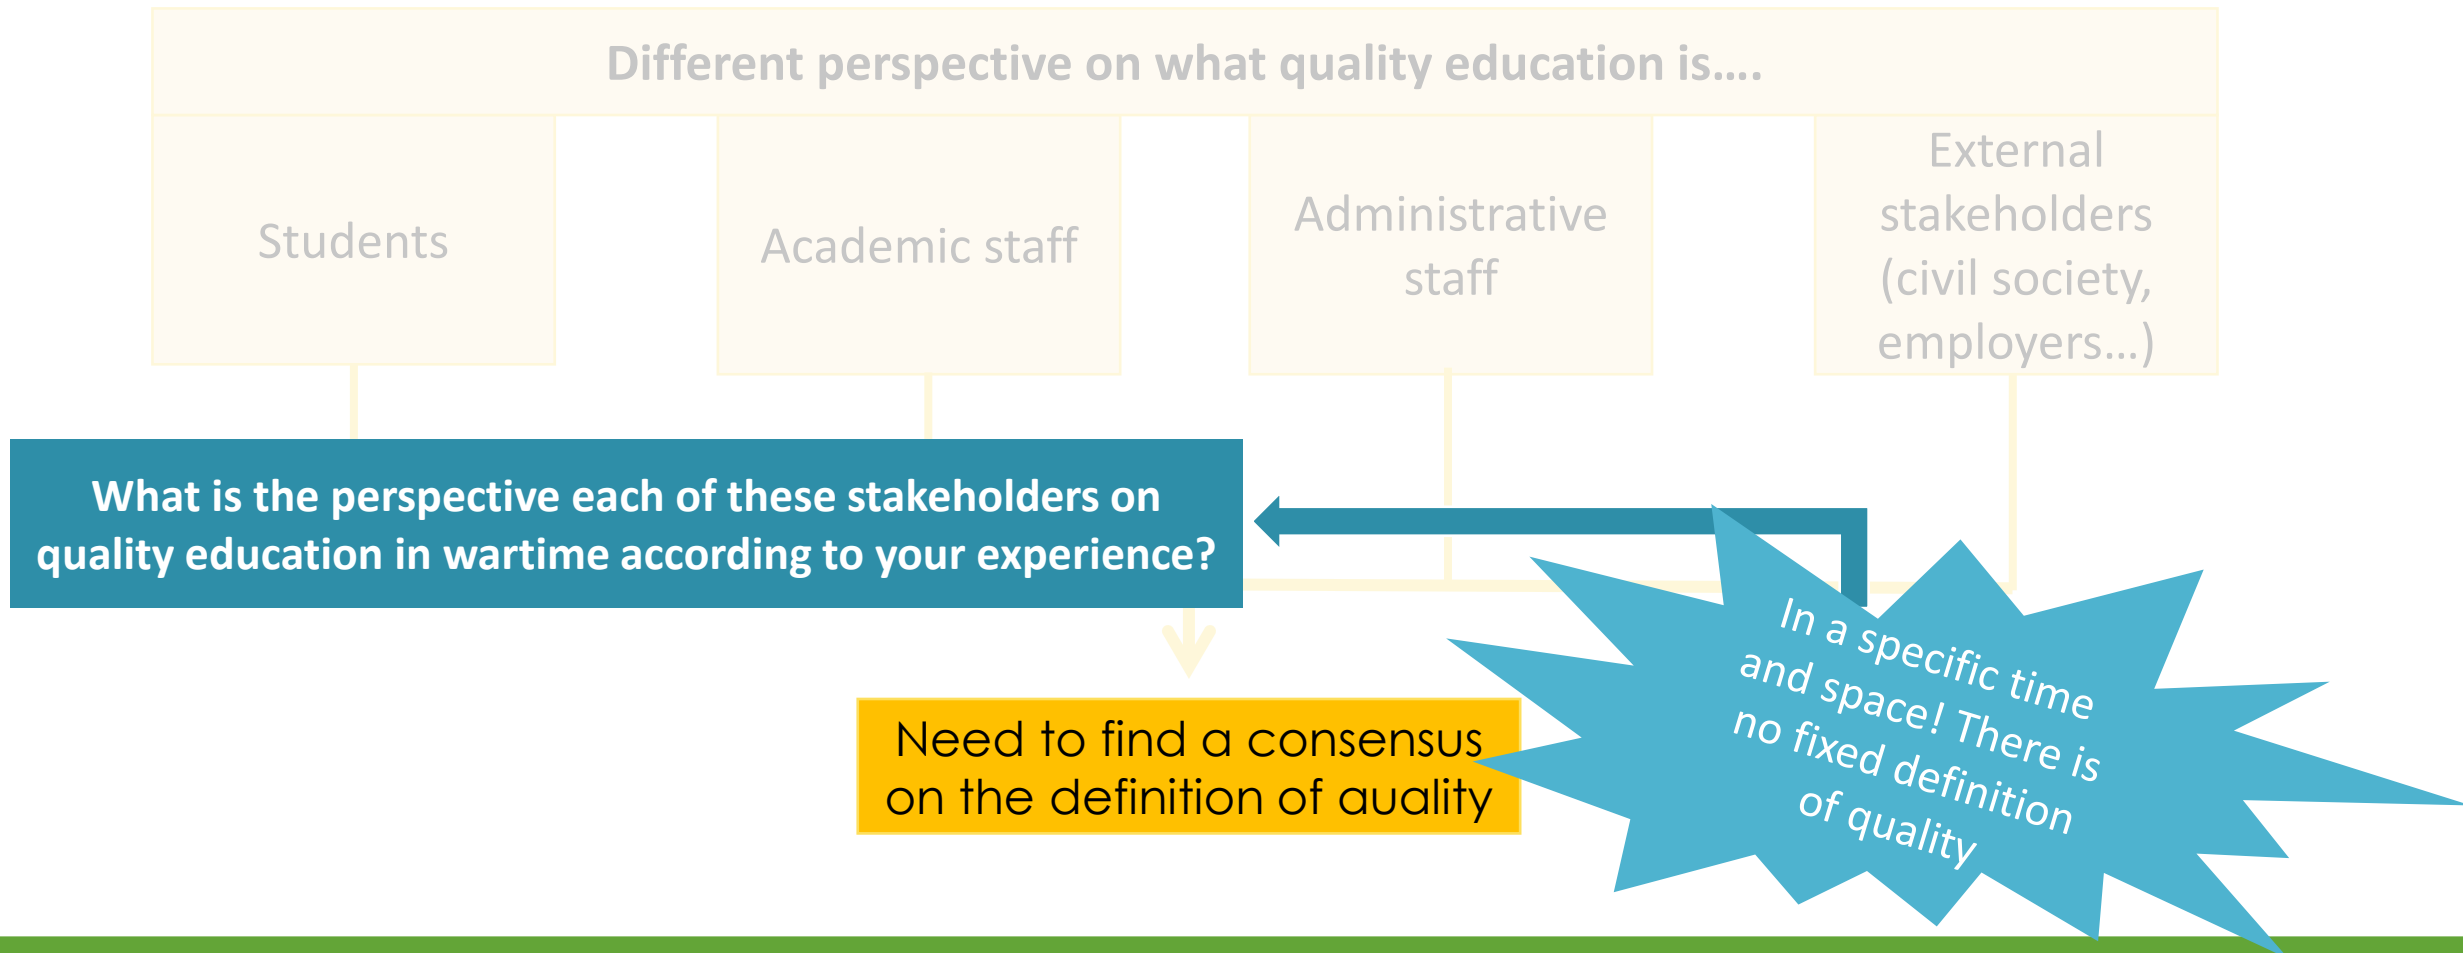 Different perspective on what quality education is....
Students
Academic staff
Administrative
staff
External
stakeholders
(civil society,
employers...)
What is the perspective each of these stakeholders on
quality education in wartime according to your experience?
Need to find a consensus
on the definition of auality
In a specific time
and space! There is
no fixed definition
of quality